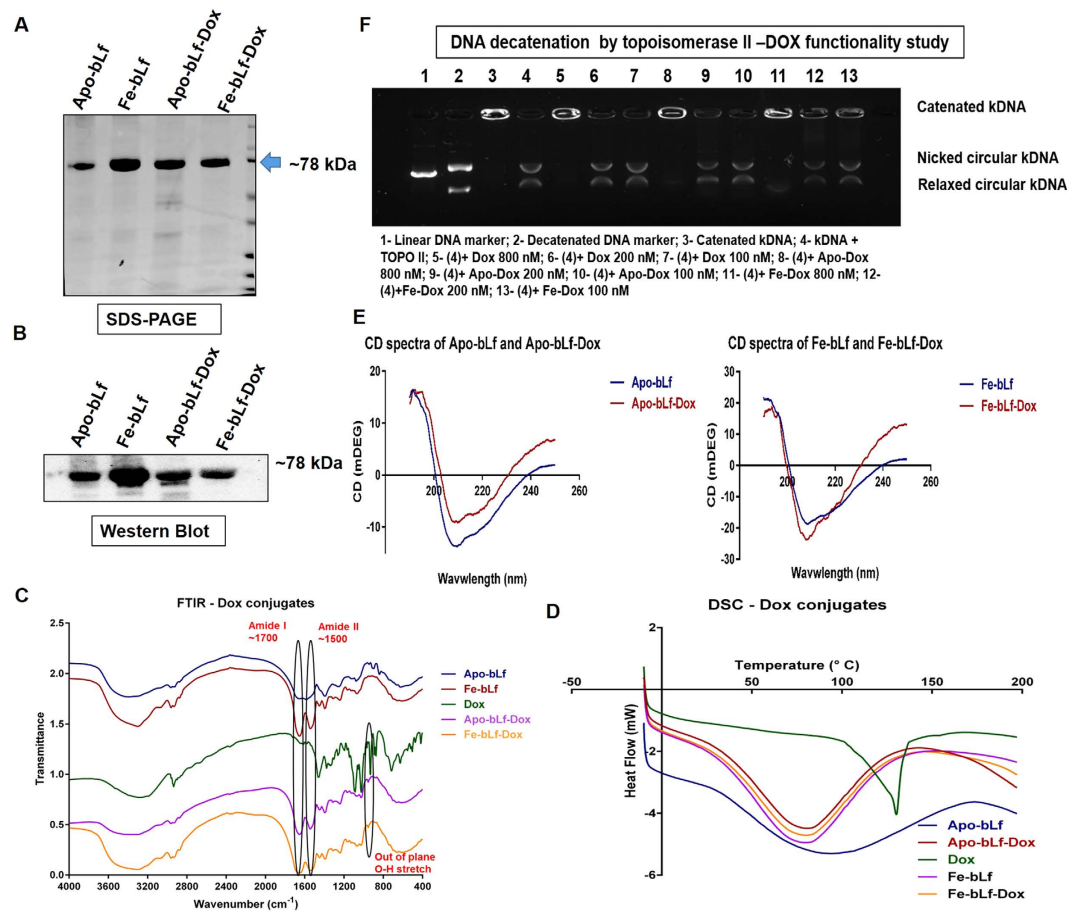 A
Apo-bLf
Fe-bLf
Apo-bLf-Dox
Fe-bLf-Dox
~78 kDa
SDS-PAGE
B
Apo-bLf
Fe-bLf
Apo-bLf-Dox
Fe-bLf-Dox
~78 kDa
Western Blot
F
DNA decatenation by topoisomerase II –DOX functionality study
1 2 3 4 5 6 7 8 9 10 11 12 13
Catenated kDNA
Nicked circular kDNA
Relaxed circular kDNA
1- Linear DNA marker; 2- Decatenated DNA marker; 3- Catenated kDNA; 4- kDNA +
TOPO II; 5- (4)+ Dox 800 nM; 6- (4)+ Dox 200 nM; 7- (4)+ Dox 100 nM; 8- (4)+ Apo-Dox
800 nM; 9- (4)+ Apo-Dox 200 nM; 10- (4)+ Apo-Dox 100 nM; 11- (4)+ Fe-Dox 800 nM; 12-
(4)+Fe-Dox 200 nM; 13- (4)+ Fe-Dox 100 nM
E
CD spectra of Apo-bLf and Apo-bLf-Dox
Apo-bLf
Apo-bLf-Dox
CD (mDEG)
20
10
0
-10
200 220 240 260
Wavwlength (nm)
CD spectra of Fe-bLf and Fe-bLf-Dox
Fe-bLf
Fe-bLf-Dox
CD (mDEG)
30
20
10
0
-10
-20
-30
200 220 240 260
Wavwlength (nm)
C
FTIR - Dox conjugates
Amide I
~1700
Amide II
~1500
Transmittance
2.5
2.0
1.5
1.0
0.5
0.0
4000 3600 3200 2800 2400 2000 1600 1200 800 400
Wavenumber (cm-1)
Out of plane
O-H stretch
Apo-bLf
Fe-bLf
Dox
Apo-bLf-Dox
Fe-bLf-Dox
D
DSC - Dox conjugates
Temperature (° C)
-50 50 100 150 200
Heat Flow (mW)
2
-2
-4
-6
Apo-bLf
Apo-bLf-Dox
Dox
Fe-bLf
Fe-bLf-Dox